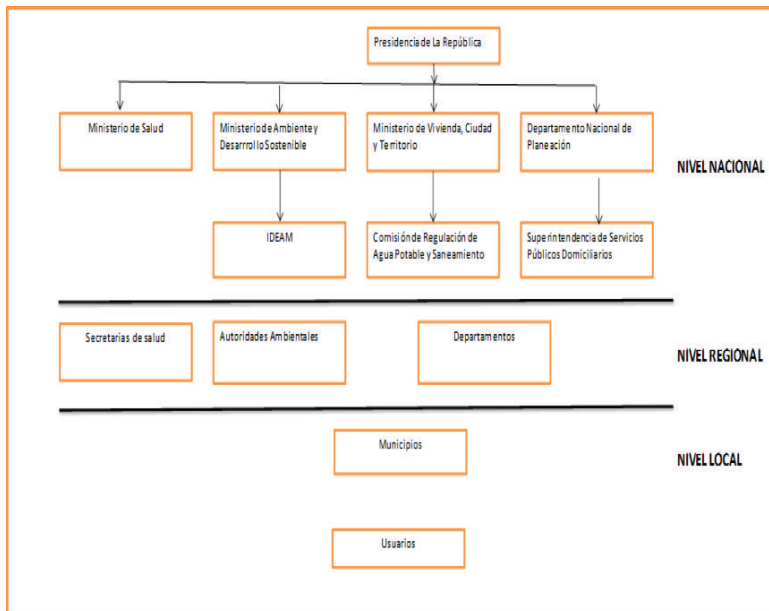 Presidencia de La República
Ministerio de Salud
Ministerio de Ambiente y
Desarrollo Sostenible
Ministerio de Vivienda, Ciudad
y Territorio
Departamento Nacional de
Planeación
NIVEL NACIONAL
IDEAM
Comisión de Regulación de
Agua Potable y Saneamiento
Superintendencia de Servicios
Públicos Domiciliarios
Secretarias de salud
Autoridades Ambientales
Departamentos
NIVEL REGIONAL
Municipios
NIVEL LOCAL
Usuarios